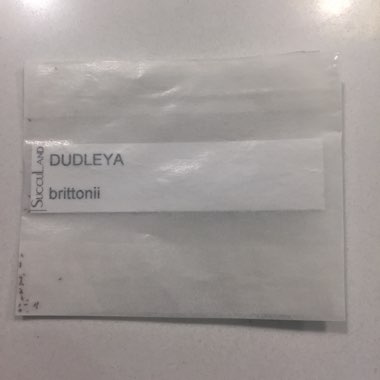 SUCCULAND
DUDLEYA
brittonii